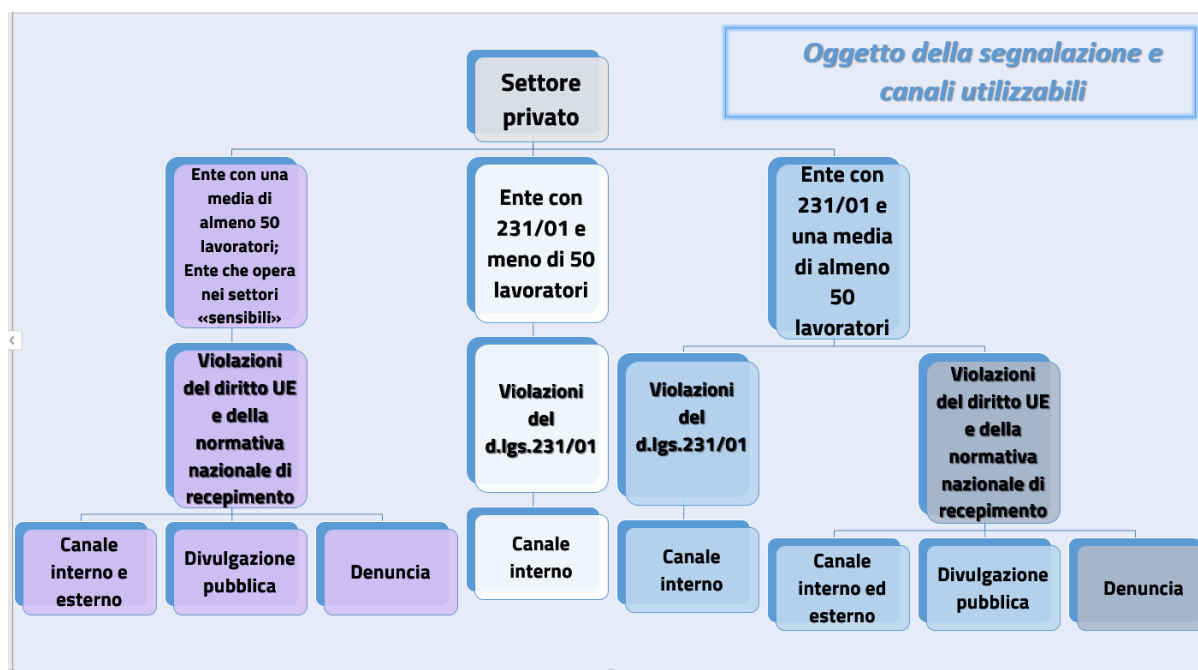 Oggetto della segnalazione e
canali utilizzabili
Settore
privato
Ente con una
media di
almeno 50
lavoratori;
Ente che opera
nei settori
«sensibili»
Ente con
231/01 e
meno di 50
lavoratori
Ente con
231/01 e
una media
di almeno
50
lavoratori
Violazioni
del diritto UE
e della
normativa
nazionale di
recepimento
Violazioni
del
d.lgs.231/01
Violazioni
del
d.lgs.231/01
Violazioni
del diritto UE
e della
normativa
nazionale di
recepimento
Canale
interno e
esterno
Divulgazione
pubblica
Denuncia
Canale
interno
Canale
interno
Canale
interno ed
esterno
Divulgazione
pubblica
Denuncia